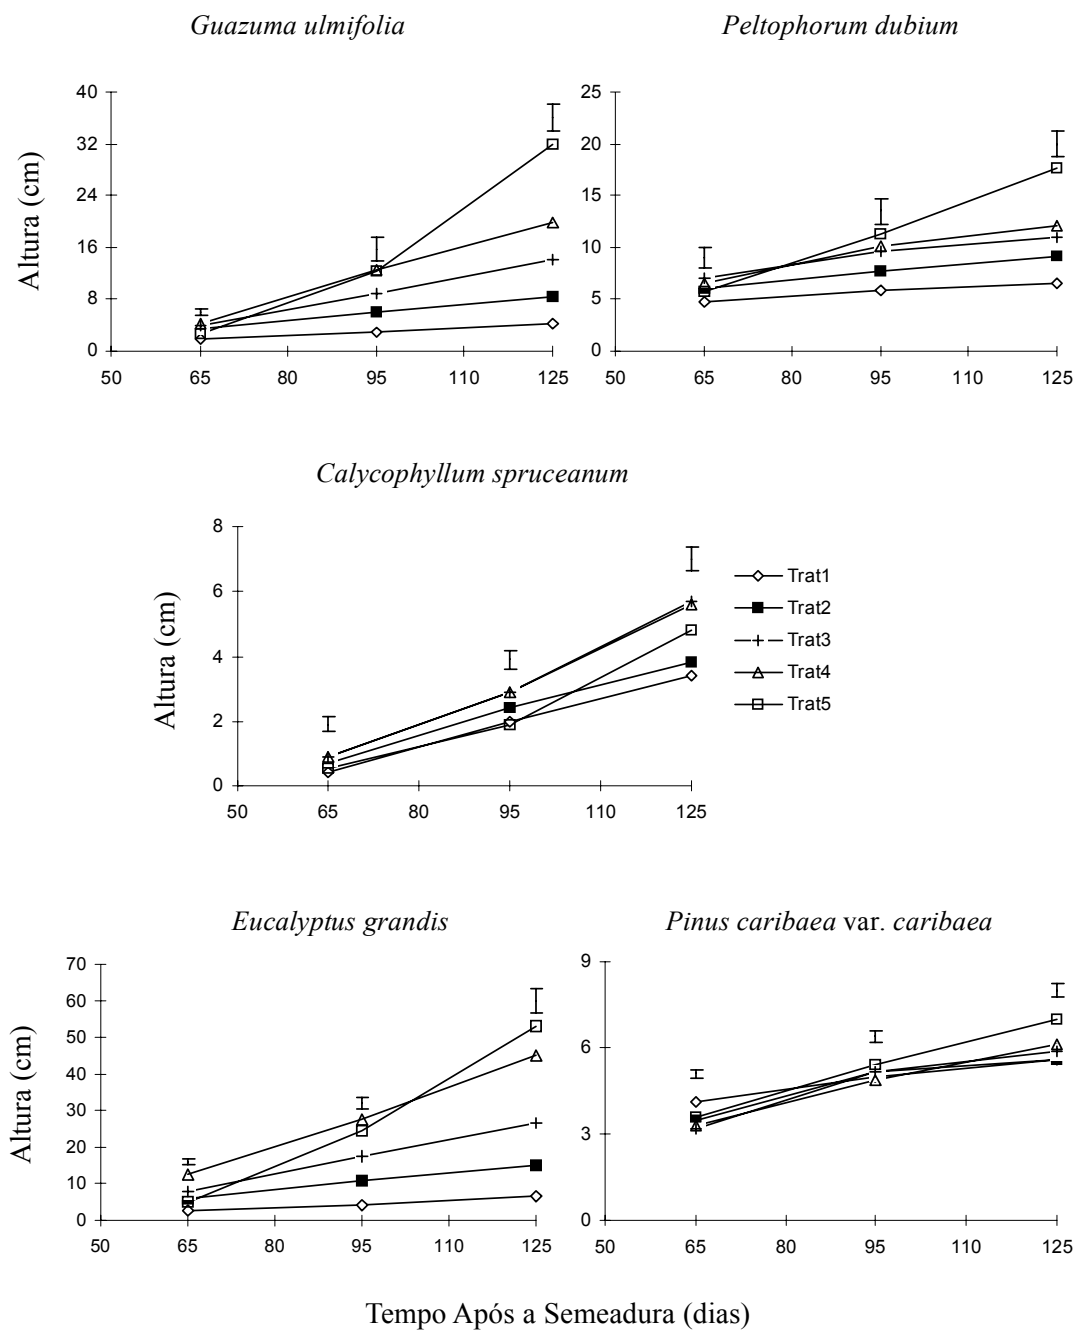 Guazuma ulmifolia
Peltophorum dubium
Altura (cm)
40
32
24
16
8
0
50 65 80 95 110 125
25
20
15
10
5
0
50 65 80 95 110 125
Calycophyllum spruceanum
Altura (cm)
8
6
4
2
0
50 65 80 95 110 125
Trat1
Trat2
Trat3
Trat4
Trat5
Eucalyptus grandis
Pinus caribaea var. caribaea
Altura (cm)
70
60
50
40
30
20
10
0
50 65 80 95 110 125
9
6
3
0
50 65 80 95 110 125
Tempo Após a Semeadura (dias)